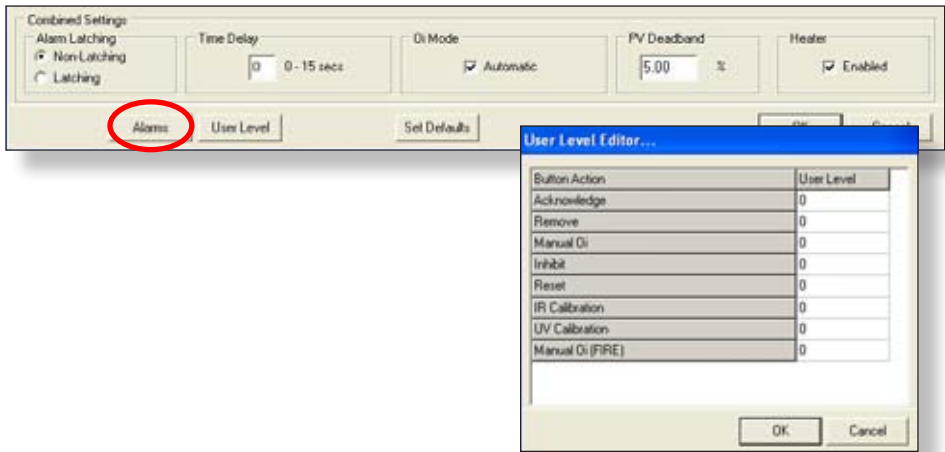 Combined Settings
Alarm Latching Time Delay Oi Mode PV Deadband Heater
Non-Latching
0 0 - 15 secs Automatic 5.00 % Enabled
Latching
Alarms User Level Set Defaults OK Cancel
User Level Editor...
Button Action User Level
Acknowledge 0
Remove 0
Manual Oi 0
Inhibit 0
Reset 0
IR Calibration 0
UV Calibration 0
Manual Oi (FIRE) 0
OK Cancel